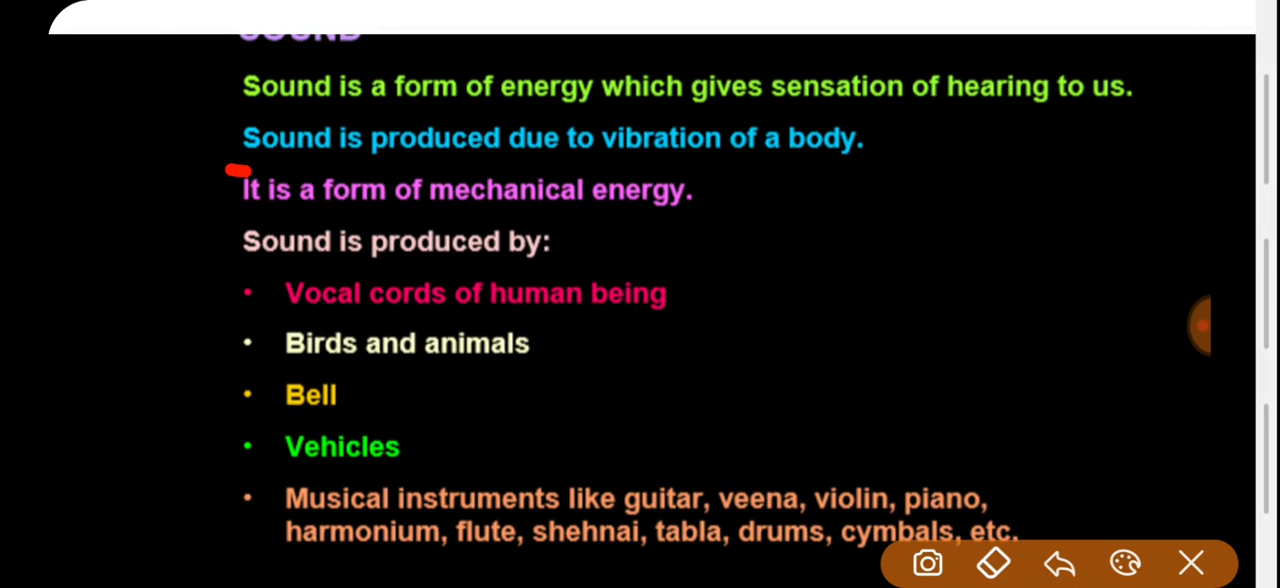 SOUND
Sound is a form of energy which gives sensation of hearing to us.
Sound is produced due to vibration of a body.
It is a form of mechanical energy.
Sound is produced by:
• Vocal cords of human being
• Birds and animals
• Bell
• Vehicles
• Musical instruments like guitar, veena, violin, piano,
harmonium, flute, shehnai, tabla, drums, cymbals, etc.